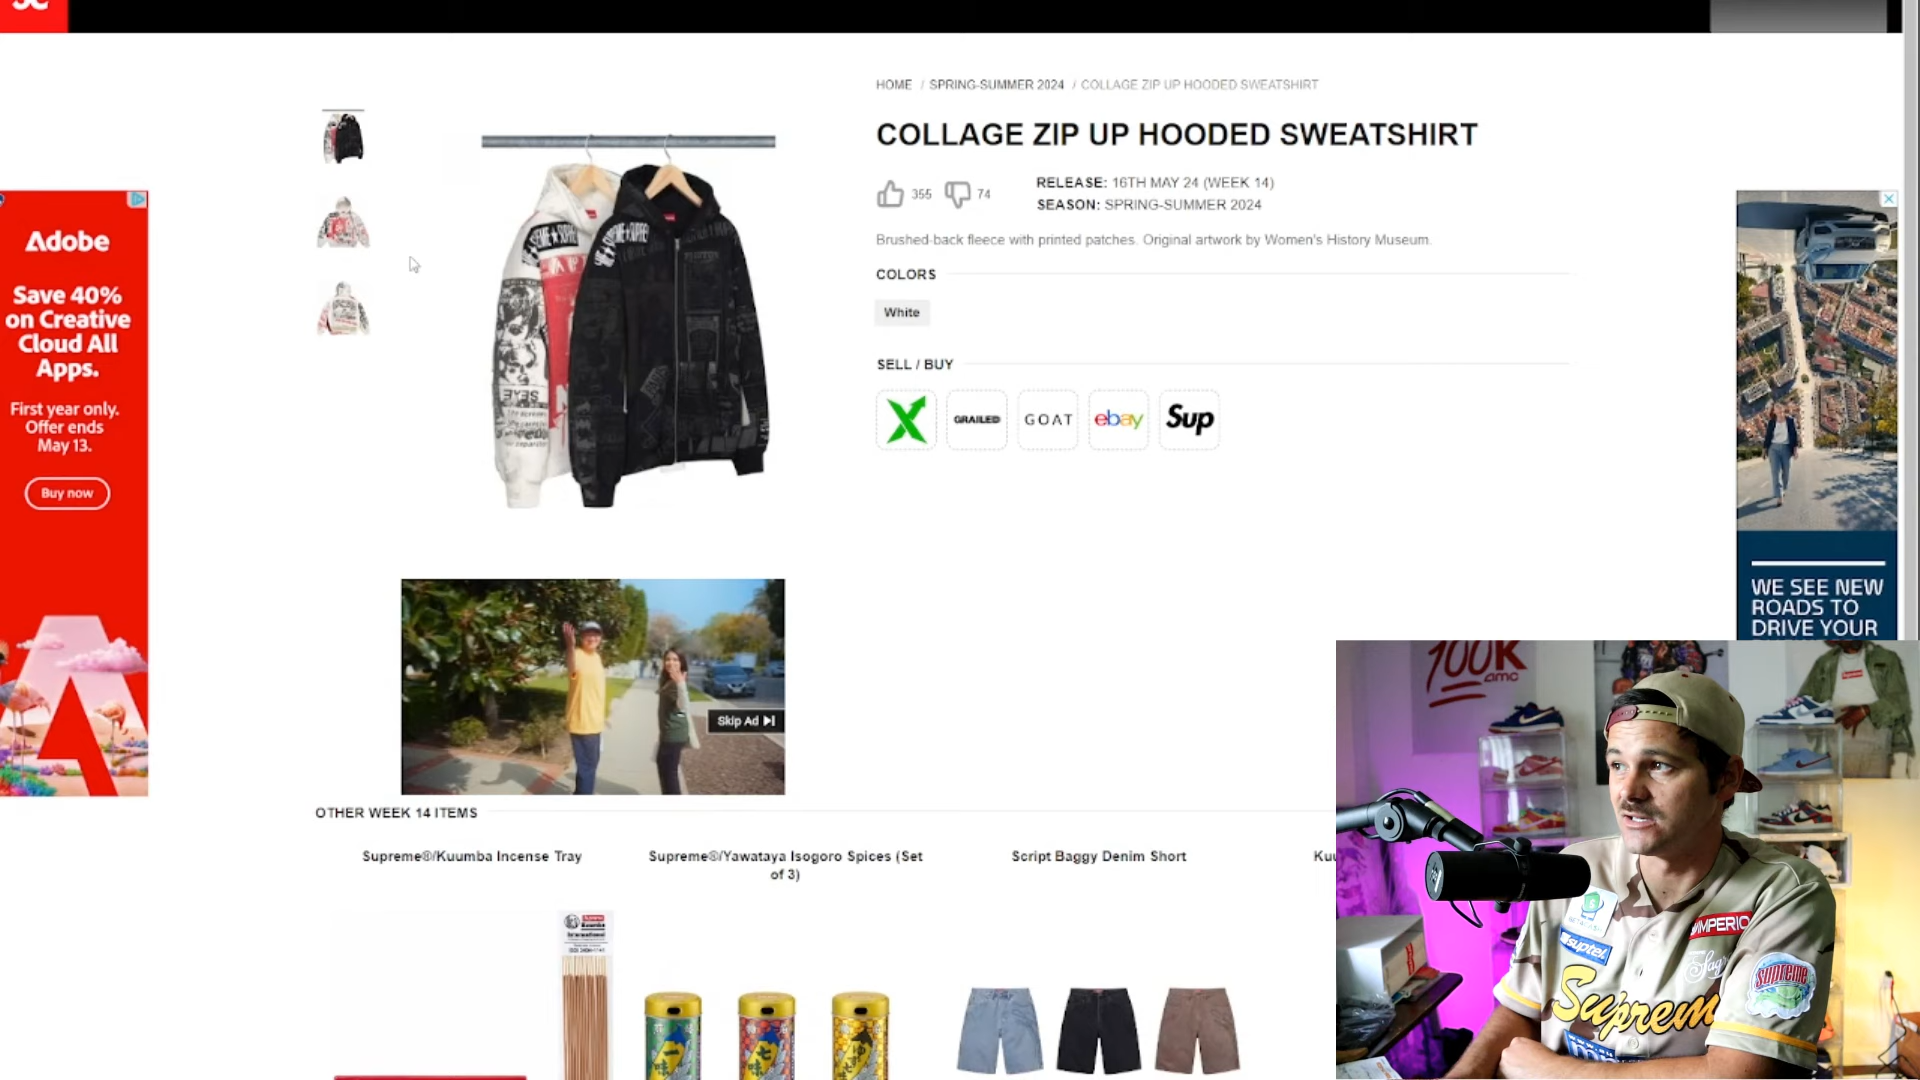 HOME / SPRING-SUMMER 2024 / COLLAGE ZIP UP HOODED SWEATSHIRT
COLLAGE ZIP UP HOODED SWEATSHIRT
355
74
RELEASE: 16TH MAY 24 (WEEK 14)
SEASON: SPRING-SUMMER 2024
Brushed-back fleece with printed patches. Original artwork by Women's History Museum.
COLORS
White
SELL / BUY
X
GRAILED
GOAT
ebay
Sup
Adobe
Save 40%
on Creative
Cloud All
Apps.
First year only.
Offer ends
May 13.
Buy now
WE SEE NEW
ROADS TO
DRIVE YOUR
Skip Ad
OTHER WEEK 14 ITEMS
Supreme®/Kuumba Incense Tray
Supreme®/Yawataya Isogoro Spices (Set
of 3)
Script Baggy Denim Short
100K
amc
suptel
Supreme